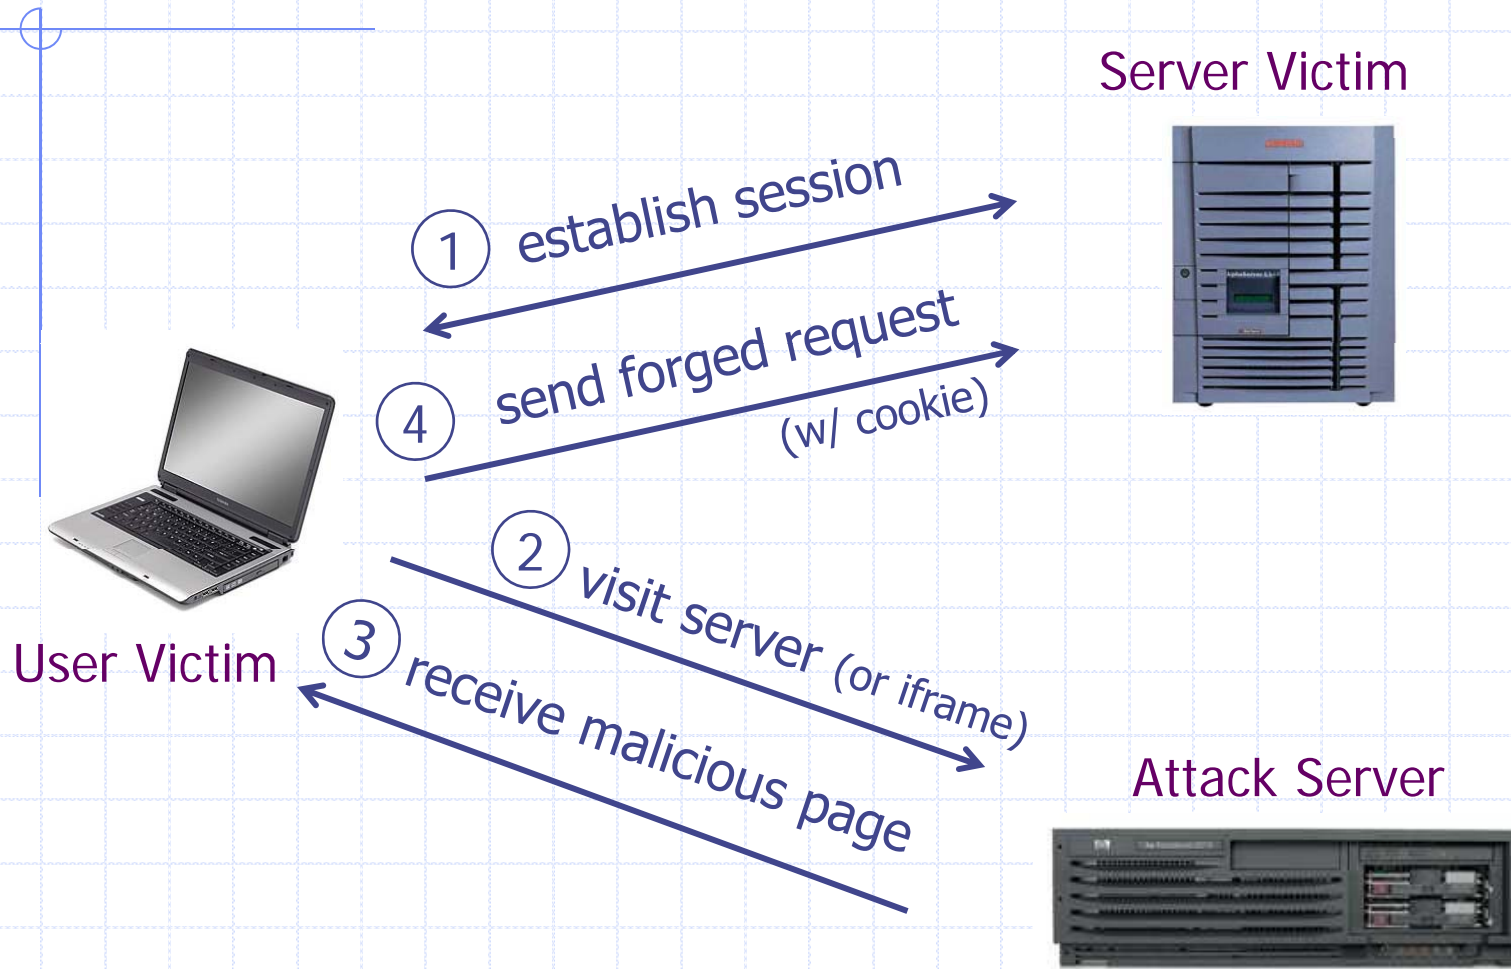 Server Victim
1 establish session
4 send forged request
(w/ cookie)
2 visit server (or iframe)
3 receive malicious page
User Victim
Attack Server